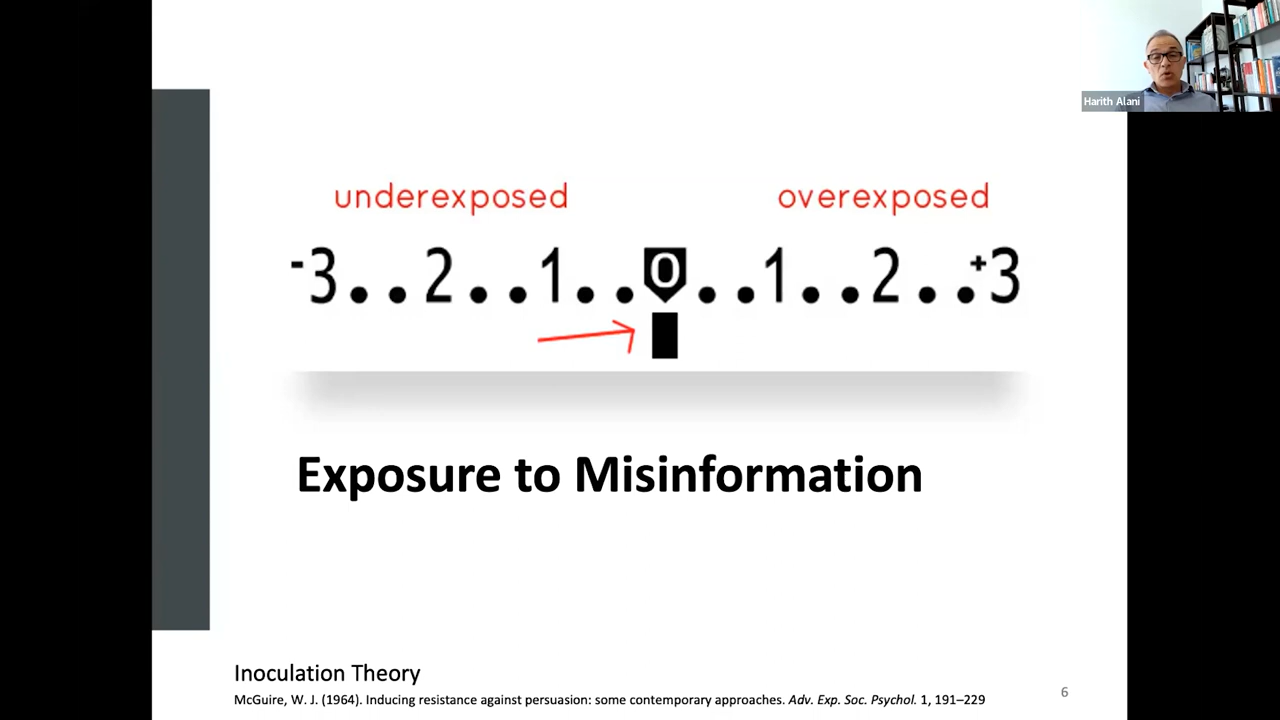 Harith Alani
underexposed overexposed
-3..2..1..0..1..2..+3
Exposure to Misinformation
Inoculation Theory
McGuire, W. J. (1964). Inducing resistance against persuasion: some contemporary approaches. Adv. Exp. Soc. Psychol. 1, 191–229
6